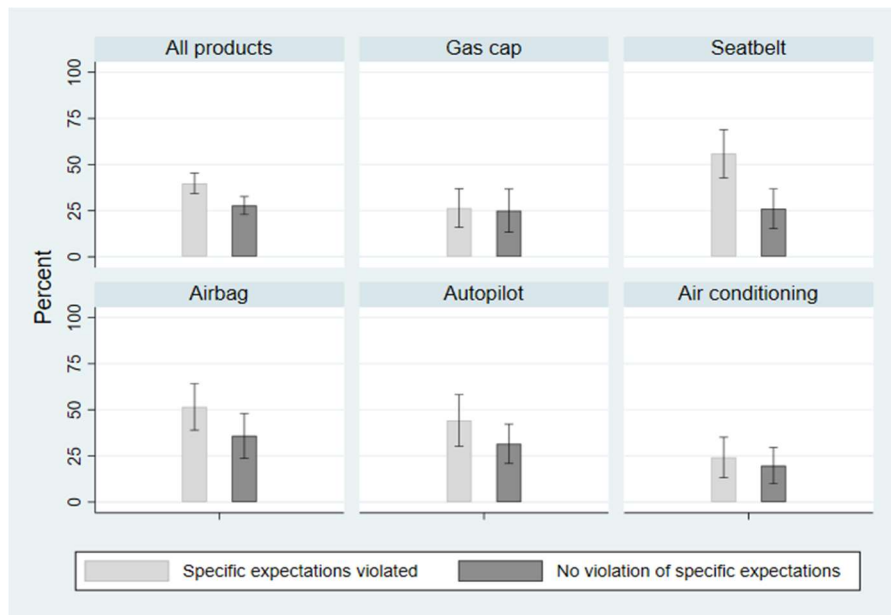 All products
Gas cap
Seatbelt
Percent
100
75
50
25
0
Airbag
Autopilot
Air conditioning
100
75
50
25
0
Specific expectations violated
No violation of specific expectations